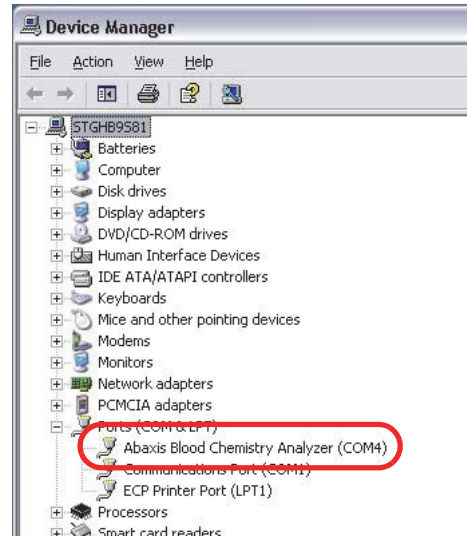 Device Manager
File Action View Help
STGHB9S81
Batteries
Computer
Disk drives
Display adapters
DVD/CD-ROM drives
Human Interface Devices
IDE ATA/ATAPI controllers
Keyboards
Mice and other pointing devices
Modems
Monitors
Network adapters
PCMCIA adapters
Ports (COM & LPT)
Abaxis Blood Chemistry Analyzer (COM4)
Communications Port (COM1)
ECP Printer Port (LPT1)
Processors
Smart card readers